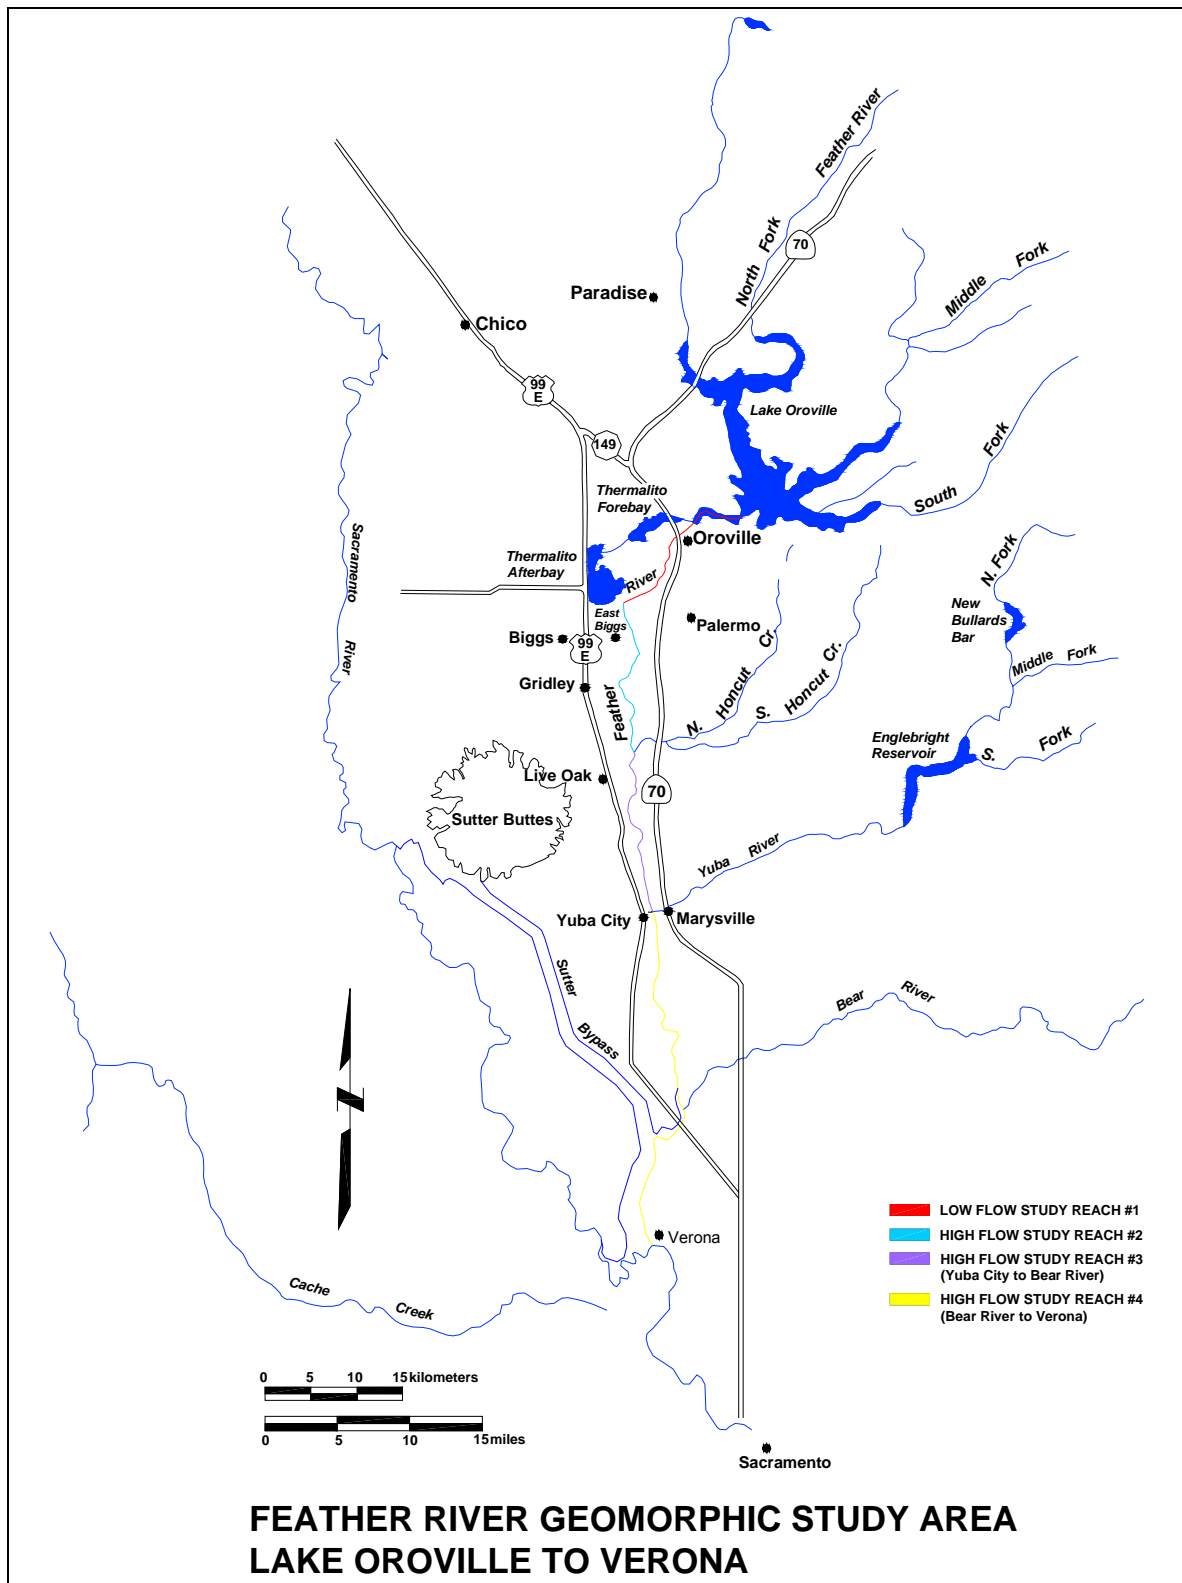 North Fork Feather River
70
Middle Fork
Paradise
Chico
99
E
Lake Oroville
149
South Fork
Thermalito
Forebay
Oroville
Sacramento River
Thermalito
Afterbay
River
N. Fork
New
Bullards
Bar
East
Biggs
Palermo
Biggs
99
E
Middle Fork
Gridley
Feather
N. Honcut Cr.
S. Honcut Cr.
Englebright
Reservoir
S. Fork
Live Oak
70
Sutter Buttes
Yuba River
Yuba City
Marysville
Sutter Bypass
Bear River
N
LOW FLOW STUDY REACH #1
HIGH FLOW STUDY REACH #2
HIGH FLOW STUDY REACH #3
(Yuba City to Bear River)
HIGH FLOW STUDY REACH #4
(Bear River to Verona)
Verona
Cache Creek
0 5 10 15 kilometers
0 5 10 15 miles
Sacramento
FEATHER RIVER GEOMORPHIC STUDY AREA
LAKE OROVILLE TO VERONA